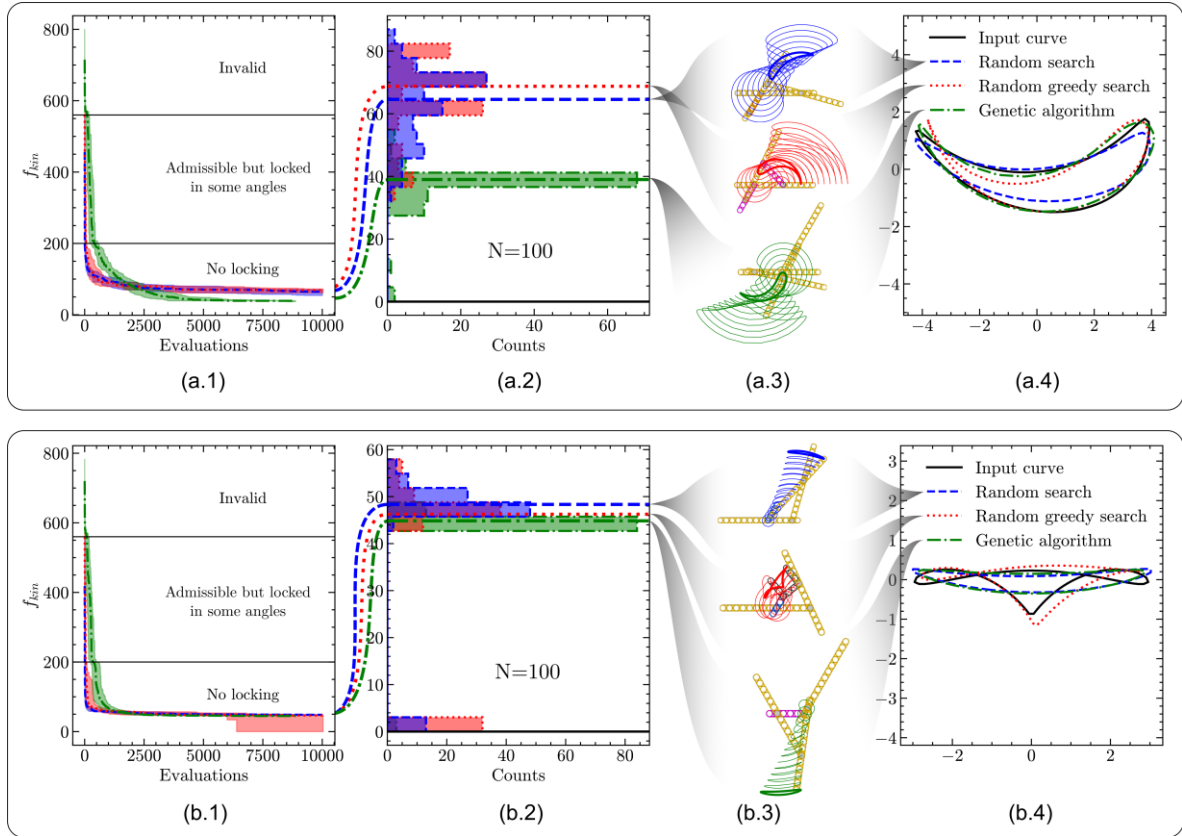 800
600
400
200
0
f_kin
Invalid
Admissible but locked
in some angles
No locking
0
2500
5000
7500
10000
Evaluations
(a.1)
80
60
40
20
0
N=100
0
20
40
60
Counts
(a.2)
(a.3)
Input curve
Random search
Random greedy search
Genetic algorithm
4
2
0
−2
−4
−4
−2
0
2
4
(a.4)
800
600
400
200
0
f_kin
Invalid
Admissible but locked
in some angles
No locking
0
2500
5000
7500
10000
Evaluations
(b.1)
60
50
40
30
20
10
0
N=100
0
20
40
60
80
Counts
(b.2)
(b.3)
Input curve
Random search
Random greedy search
Genetic algorithm
3
2
1
0
−1
−2
−3
−4
−2
0
2
(b.4)